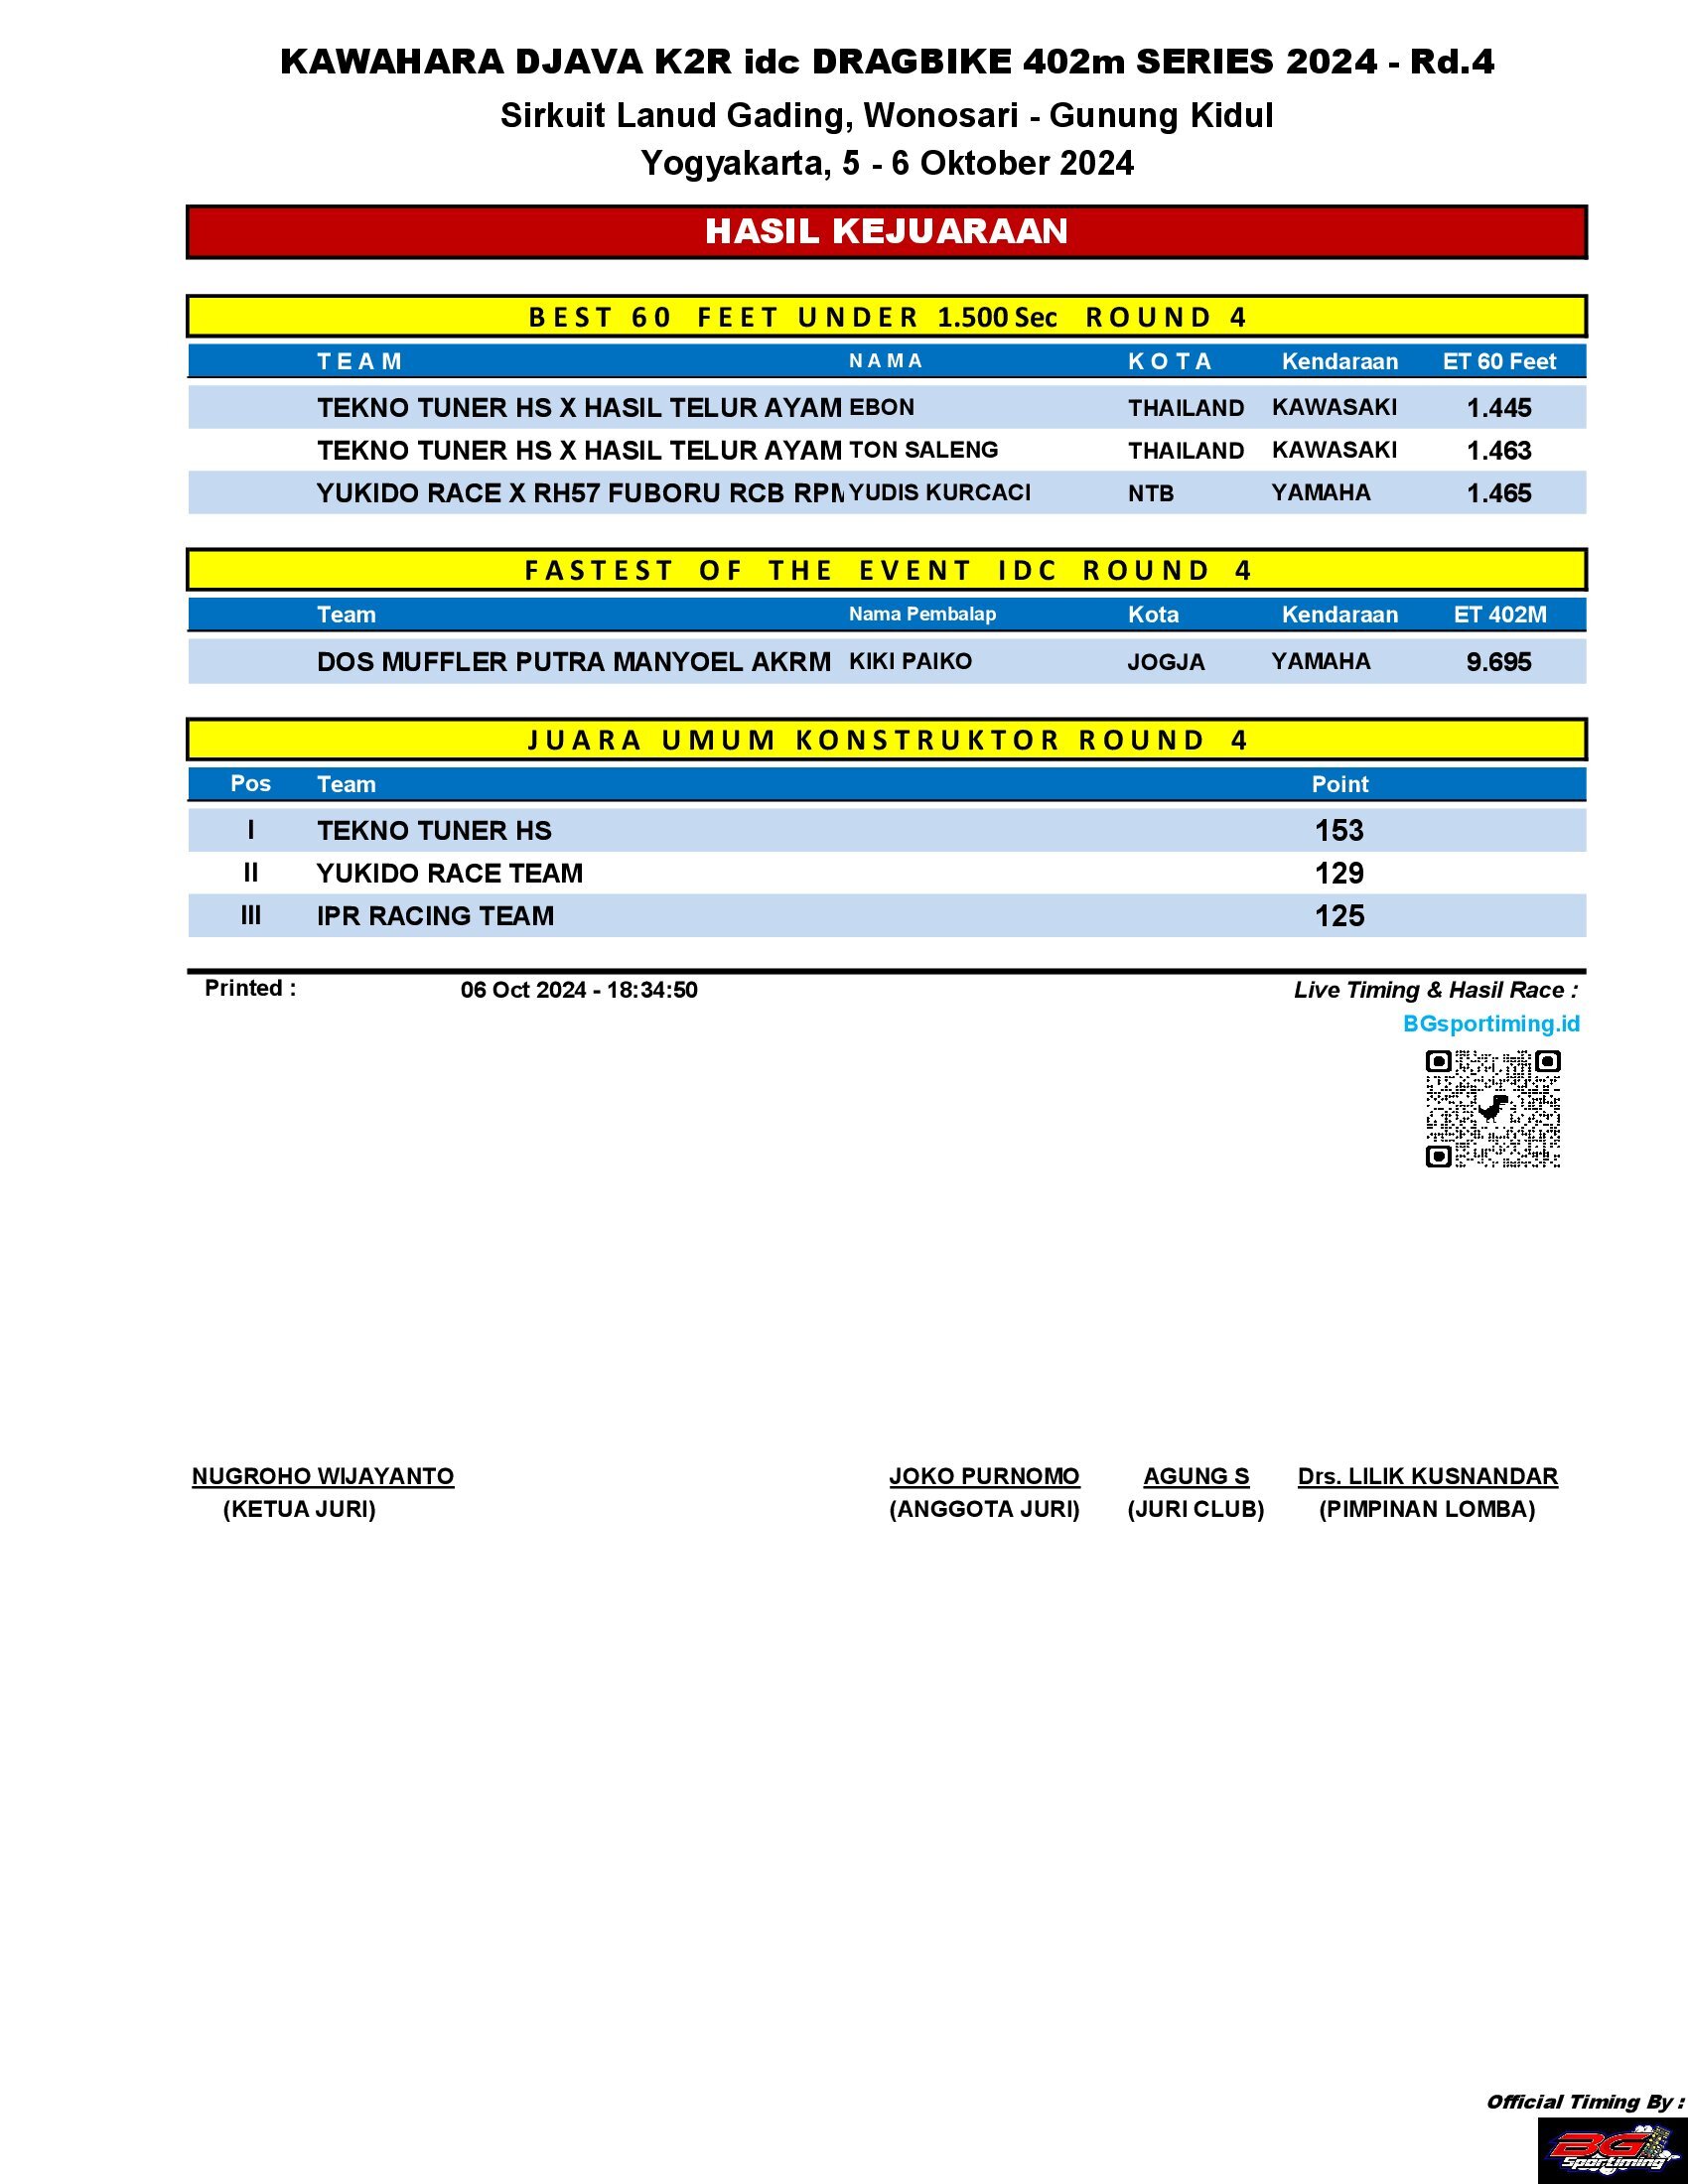 KAWAHARA DJAVA K2R idc DRAGBIKE 402m SERIES 2024 - Rd.4
Sirkuit Lanud Gading, Wonosari - Gunung Kidul
Yogyakarta, 5 - 6 Oktober 2024
HASIL KEJUARAAN
BEST 60 FEET UNDER 1.500 Sec ROUND 4
TEAM NAMA KOTA Kendaraan ET 60 Feet
TEKNO TUNER HS X HASIL TELUR AYAM EBON THAILAND KAWASAKI 1.445
TEKNO TUNER HS X HASIL TELUR AYAM TON SALENG THAILAND KAWASAKI 1.463
YUKIDO RACE X RH57 FUBORU RCB RPM YUDIS KURCACI NTB YAMAHA 1.465
FASTEST OF THE EVENT IDC ROUND 4
Team Nama Pembalap Kota Kendaraan ET 402M
DOS MUFFLER PUTRA MANYOEL AKRM KIKI PAIKO JOGJA YAMAHA 9.695
JUARA UMUM KONSTRUKTOR ROUND 4
Pos Team Point
I TEKNO TUNER HS 153
II YUKIDO RACE TEAM 129
III IPR RACING TEAM 125
Printed : 06 Oct 2024 - 18:34:50 Live Timing & Hasil Race :
BGsportiming.id
NUGROHO WIJAYANTO JOKO PURNOMO AGUNG S Drs. LILIK KUSNANDAR
(KETUA JURI) (ANGGOTA JURI) (JURI CLUB) (PIMPINAN LOMBA)
Official Timing By :
BG
Sportiming